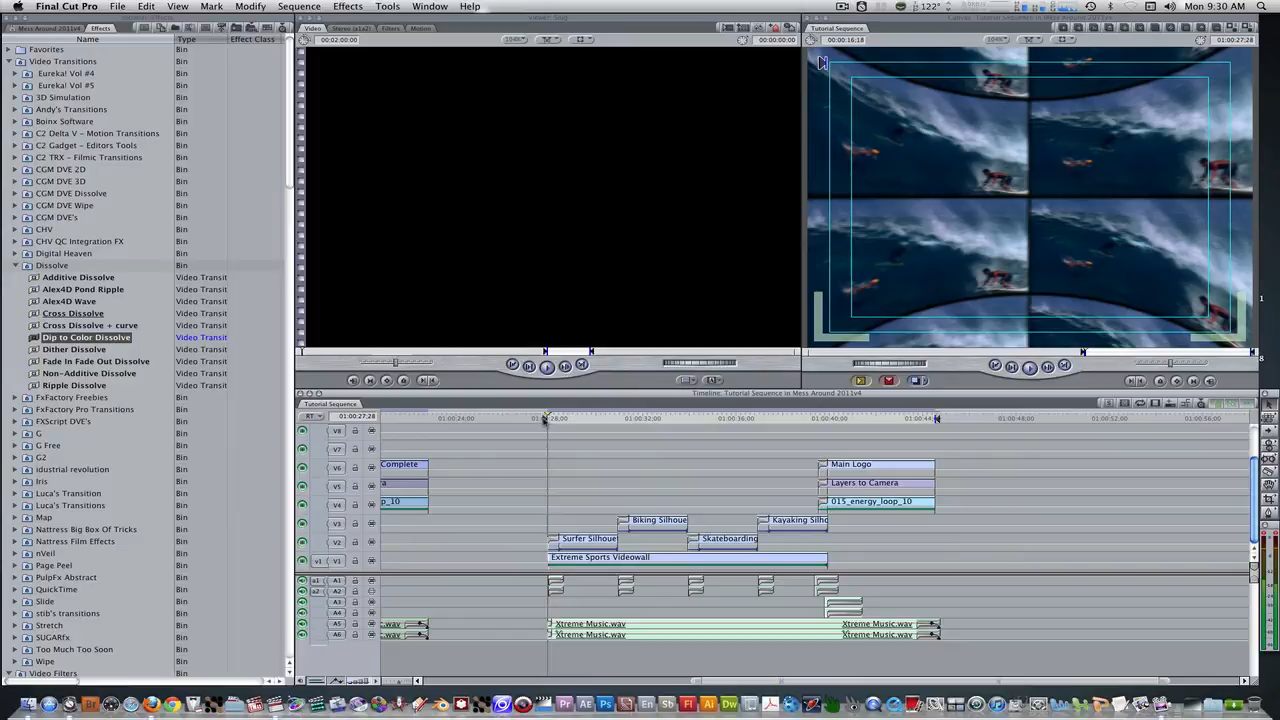 Final Cut Pro File Edit View Mark Modify Sequence Effects Tools Window Help 122° Mon 9:30 AM
Viewer: Slug
Mess Around 2011v4 Effects Video Stereo (a1a2) Filters Motion Tutorial Sequence
Name Type Effect Class 00:02:00:00 00:00:00:00 00:00:16:18 01:00:27;28
Favorites Bin
Video Transitions Bin
Eureka! Vol #4 Bin
Eureka! Vol #5 Bin
3D Simulation Bin
Andy's Transitions Bin
Boinx Software Bin
C2 Delta V - Motion Transitions Bin
C2 Gadget - Editors Tools Bin
C2 TRX - Filmic Transitions Bin
CGM DVE 2D Bin
CGM DVE 3D Bin
CGM DVE Dissolve Bin
CGM DVE Wipe Bin
CGM DVE's Bin
CHV Bin
CHV QC Integration FX Bin
Digital Heaven Bin
Dissolve Bin
Additive Dissolve Video Transit
Alex4D Pond Ripple Video Transit
Alex4D Wave Video Transit
Cross Dissolve Video Transit
Cross Dissolve + curve Video Transit
Dip to Color Dissolve Video Transit
Dither Dissolve Video Transit
Fade In Fade Out Dissolve Video Transit
Non-Additive Dissolve Video Transit
Ripple Dissolve Video Transit
FxFactory Freebies Bin
FxFactory Pro Transitions Bin
FXScript DVE's Bin
G Bin
G Free Bin
G2 Bin
idustrial revolution Bin
Iris Bin
Luca's Transitions Bin
Map Bin
Nattress Big Box Of Tricks Bin
Nattress Film Effects Bin
nVeil Bin
Page Peel Bin
PulpFx Abstract Bin
QuickTime Bin
Slide Bin
stib's transitions Bin
Stretch Bin
SUGARfx Bin
Too Much Too Soon Bin
Wipe Bin
Video Filters Bin
Timeline: Tutorial Sequence in Mess Around 2011v4
Tutorial Sequence
RT 01:00:27;28 01:00:24;00 01:00:28;00 01:00:32;00 01:00:36;00 01:00:40;00 01:00:44;00 01:00:48;00 01:00:52;00 01:00:56;00
V8
V7
V6 Complete Main Logo
V5 a Layers to Camera
V4 p_10 015_energy_loop_10
V3 Biking Silhoue Kayaking Silho
V2 Surfer Silhoue Skateboarding
v1 V1 Extreme Sports Videowall
a1 A1
a2 A2
A3
A4
A5 .wav Xtreme Music.wav Xtreme Music.wav
A6 .wav Xtreme Music.wav Xtreme Music.wav
Br Pr Ae Ps En Sb Fl Ai Dw